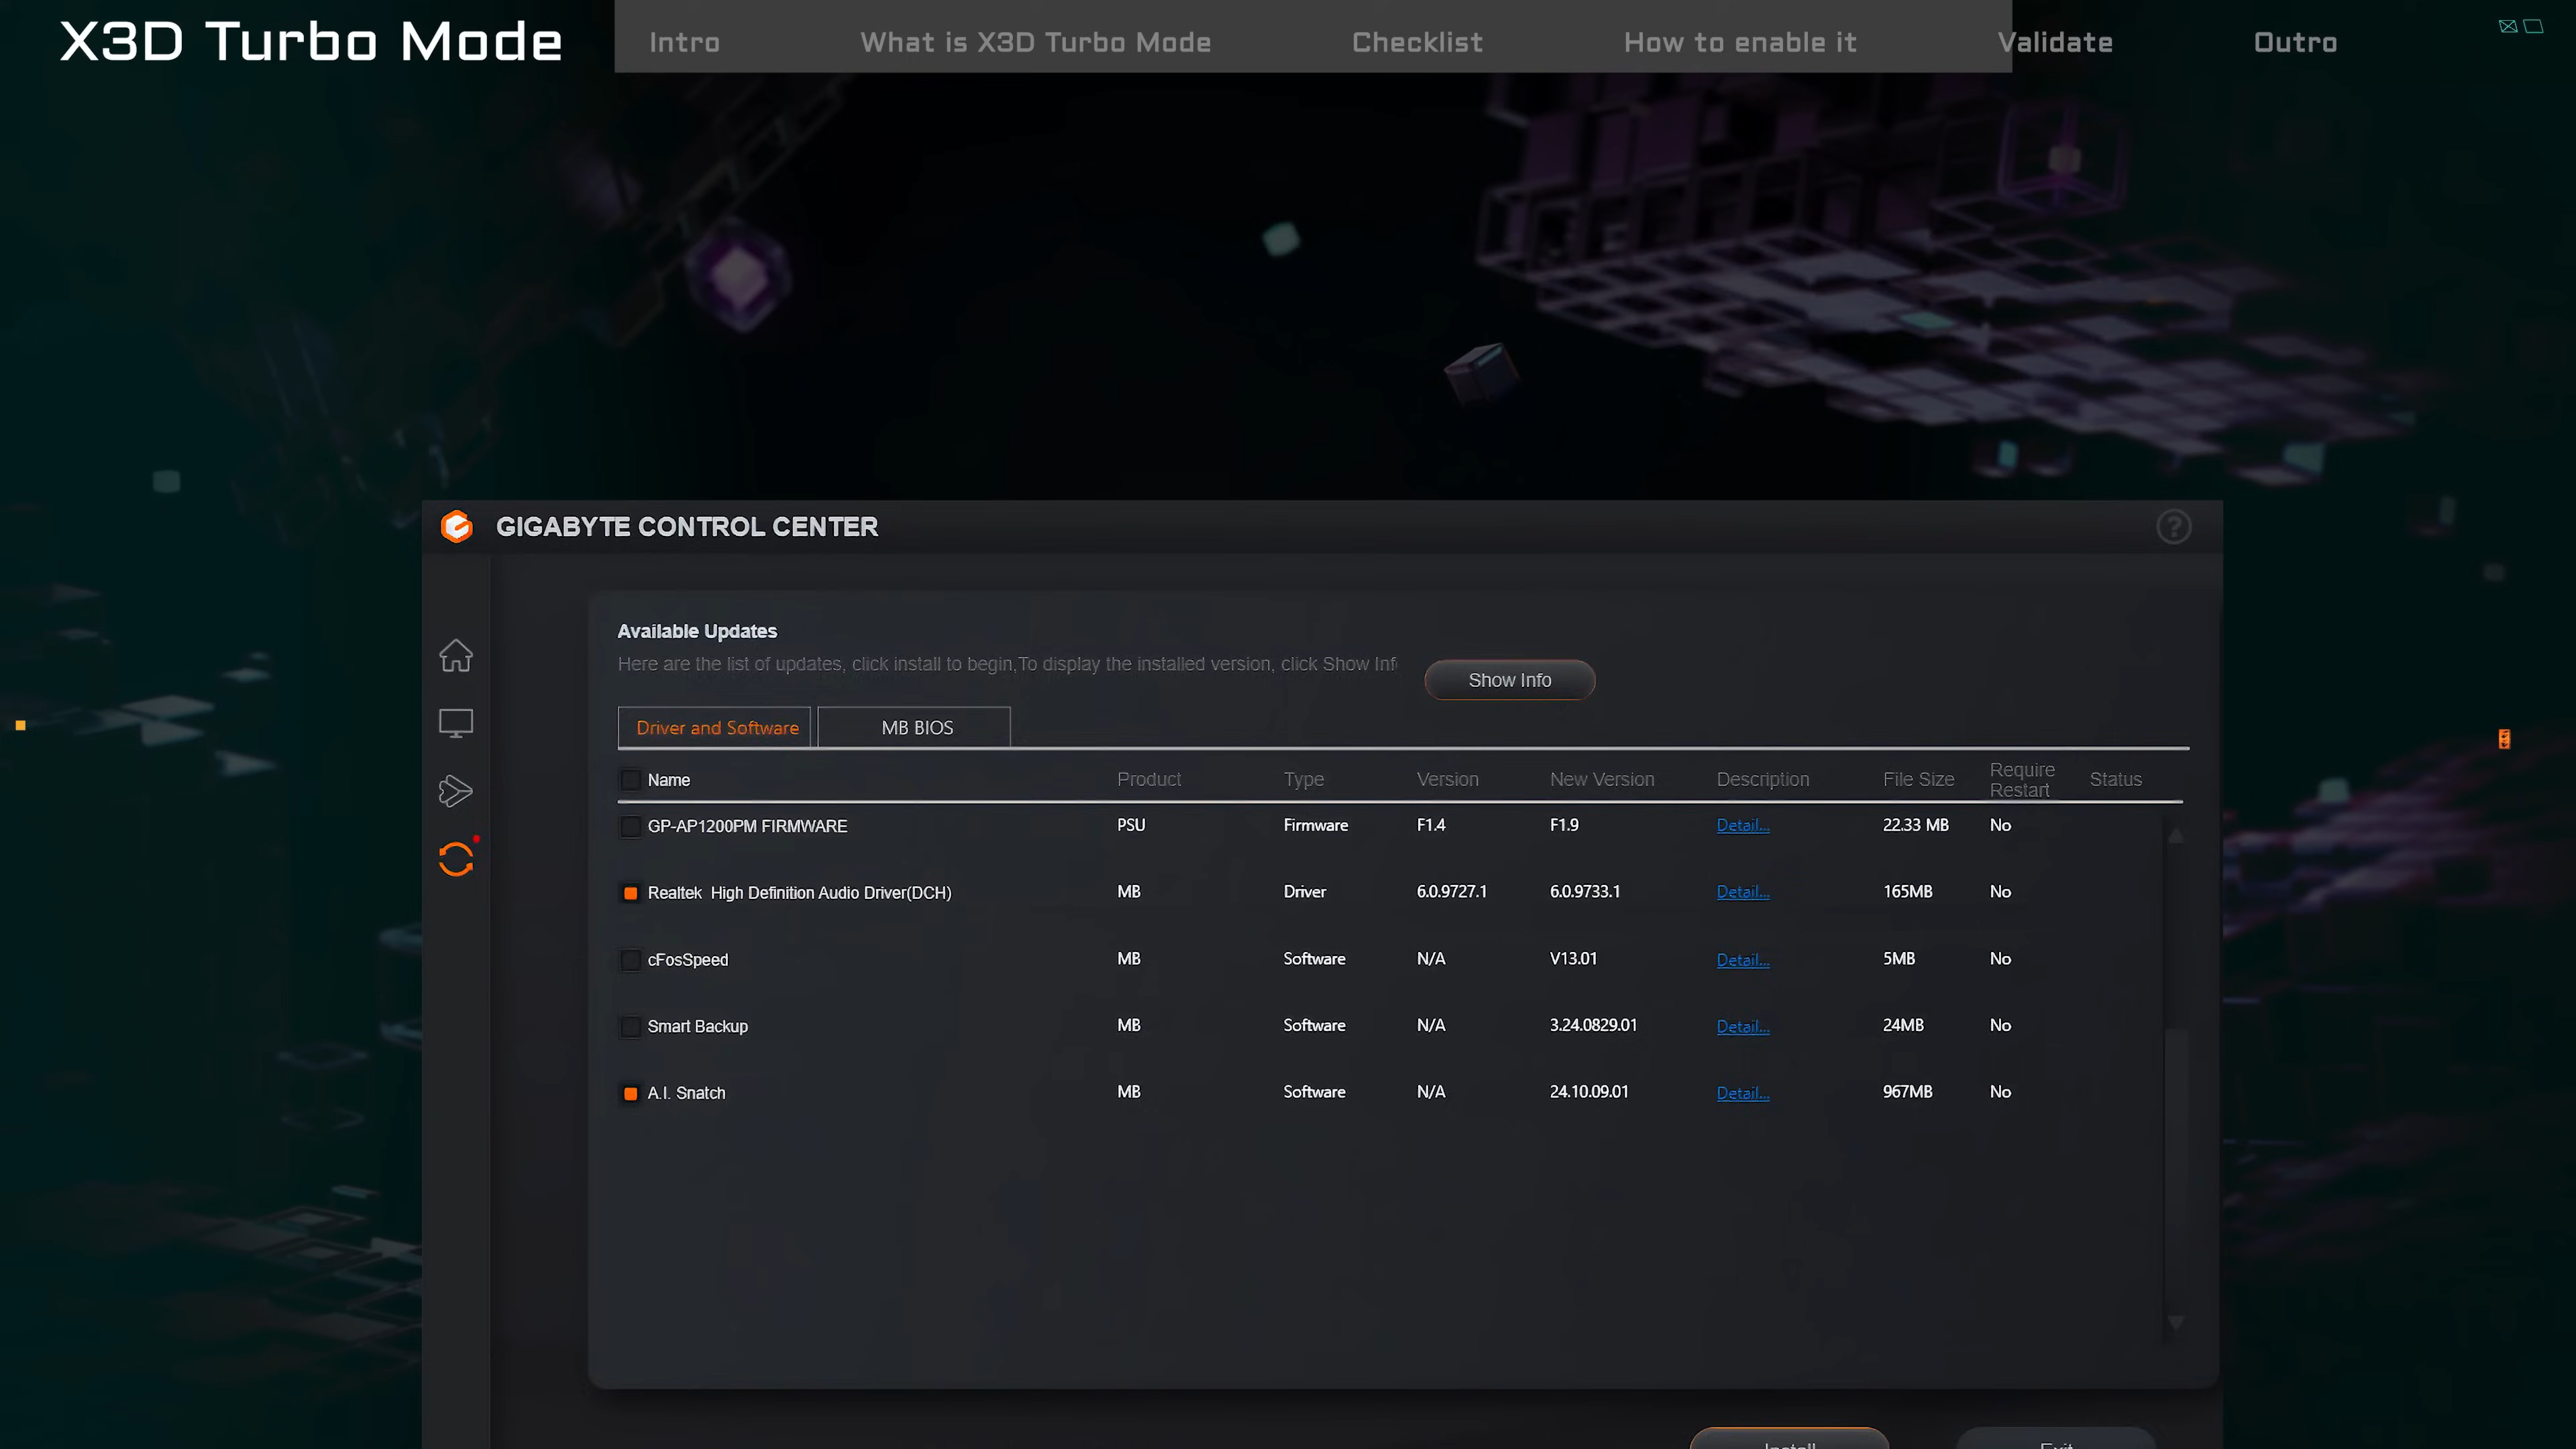 X3D Turbo Mode
Intro
What is X3D Turbo Mode
Checklist
How to enable it
Validate
Outro
GIGABYTE CONTROL CENTER
?
Available Updates
Here are the list of updates, click install to begin,To display the installed version, click Show Inf
Show Info
Driver and Software
MB BIOS
Name Product Type Version New Version Description File Size Require Restart Status
GP-AP1200PM FIRMWARE PSU Firmware F1.4 F1.9 Detail... 22.33 MB No
Realtek High Definition Audio Driver(DCH) MB Driver 6.0.9727.1 6.0.9733.1 Detail... 165MB No
cFosSpeed MB Software N/A V13.01 Detail... 5MB No
Smart Backup MB Software N/A 3.24.0829.01 Detail... 24MB No
A.I. Snatch MB Software N/A 24.10.09.01 Detail... 967MB No
Install
Exit